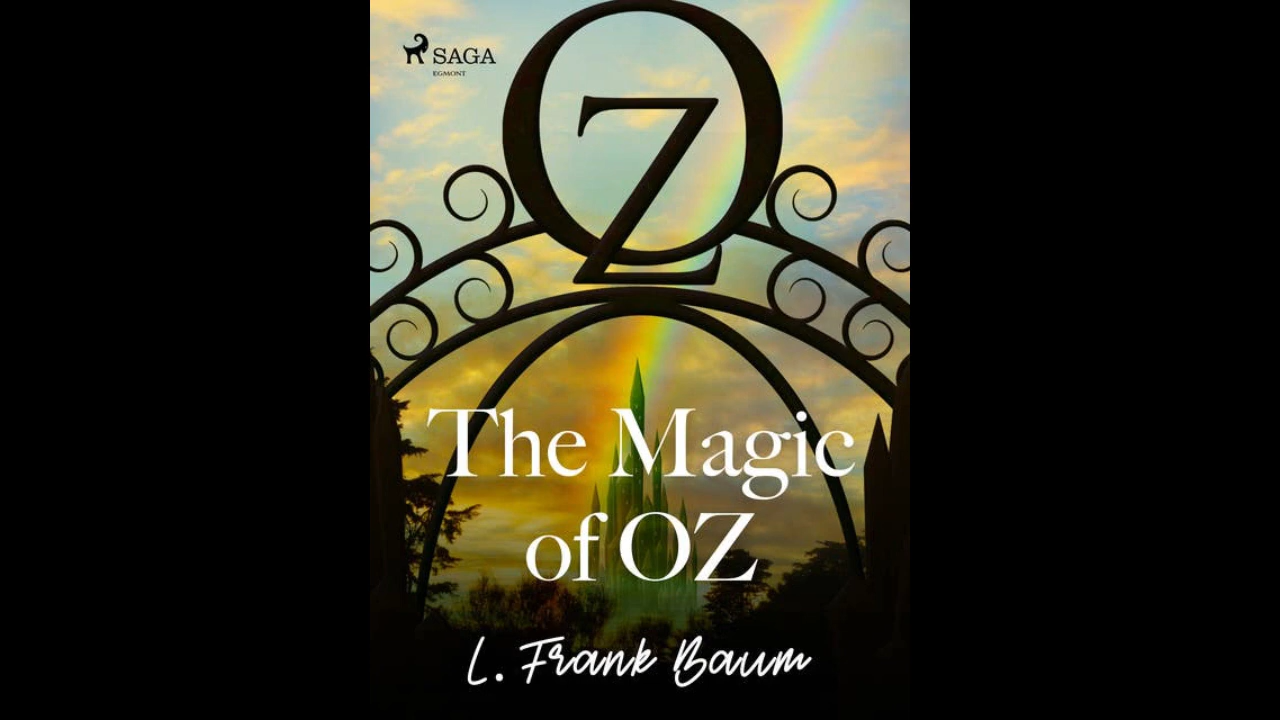 SAGA
EGMONT
OZ
The Magic
of OZ
L. Frank Baum